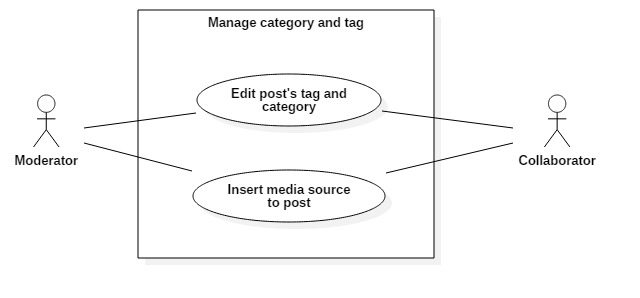 Manage category and tag
Edit post's tag and
category
Moderator
Collaborator
Insert media source
to post